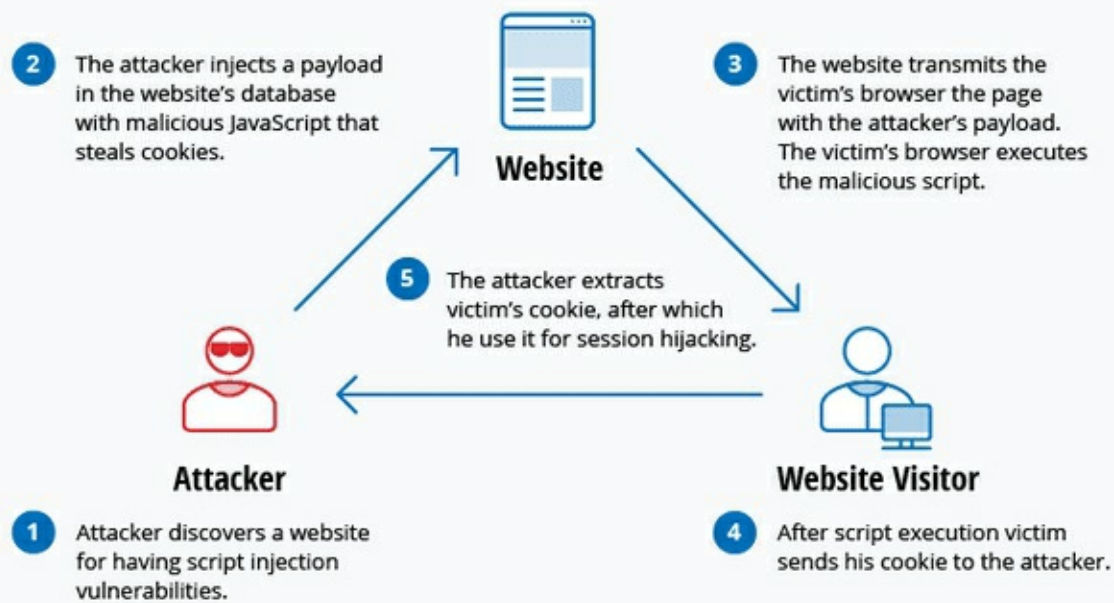 2
The attacker injects a payload
in the website's database
with malicious JavaScript that
steals cookies.
Website
3
The website transmits the
victim's browser the page
with the attacker's payload.
The victim's browser executes
the malicious script.
5
The attacker extracts
victim's cookie, after which
he use it for session hijacking.
Attacker
1
Attacker discovers a website
for having script injection
vulnerabilities.
Website Visitor
4
After script execution victim
sends his cookie to the attacker.